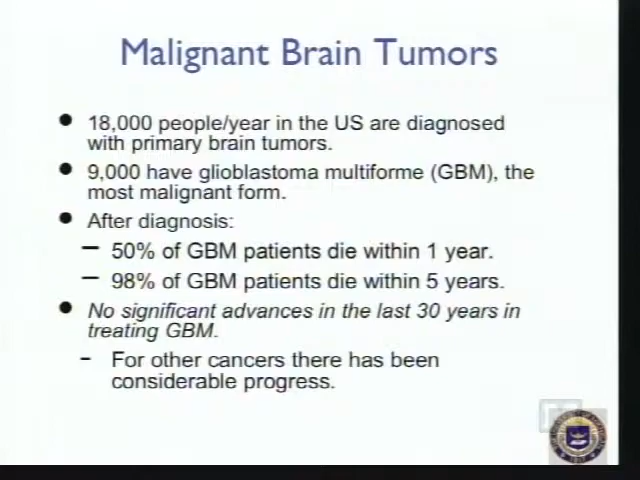 Malignant Brain Tumors
• 18,000 people/year in the US are diagnosed
with primary brain tumors.
• 9,000 have glioblastoma multiforme (GBM), the
most malignant form.
• After diagnosis:
– 50% of GBM patients die within 1 year.
– 98% of GBM patients die within 5 years.
• No significant advances in the last 30 years in
treating GBM.
– For other cancers there has been
considerable progress.